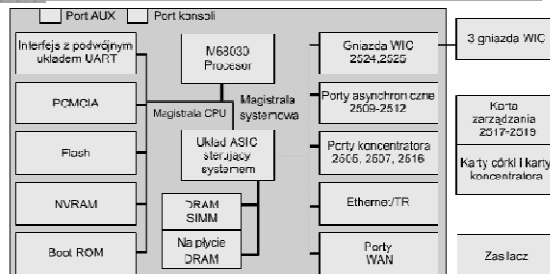 Port AUX
Port konsoli
Interfejs z podwójnym
układem UART
PCMCIA
Flash
NVRAM
Boot ROM
M68030
Procesor
Magistrala CPU
Magistrala
systemowa
Układ ASIC
sterujący
systemem
DRAM
SIMM
Na płycie
DRAM
Gniazda WIC
2524,2525
Porty asynchroniczne
2509-2512
Porty koncentratora
2505, 2507, 2516
Ethernet/TR
Porty
WAN
3 gniazda WIC
Karta
zarządzania
2517-2519
Karty córki i karty
koncentratora
Zasilacz